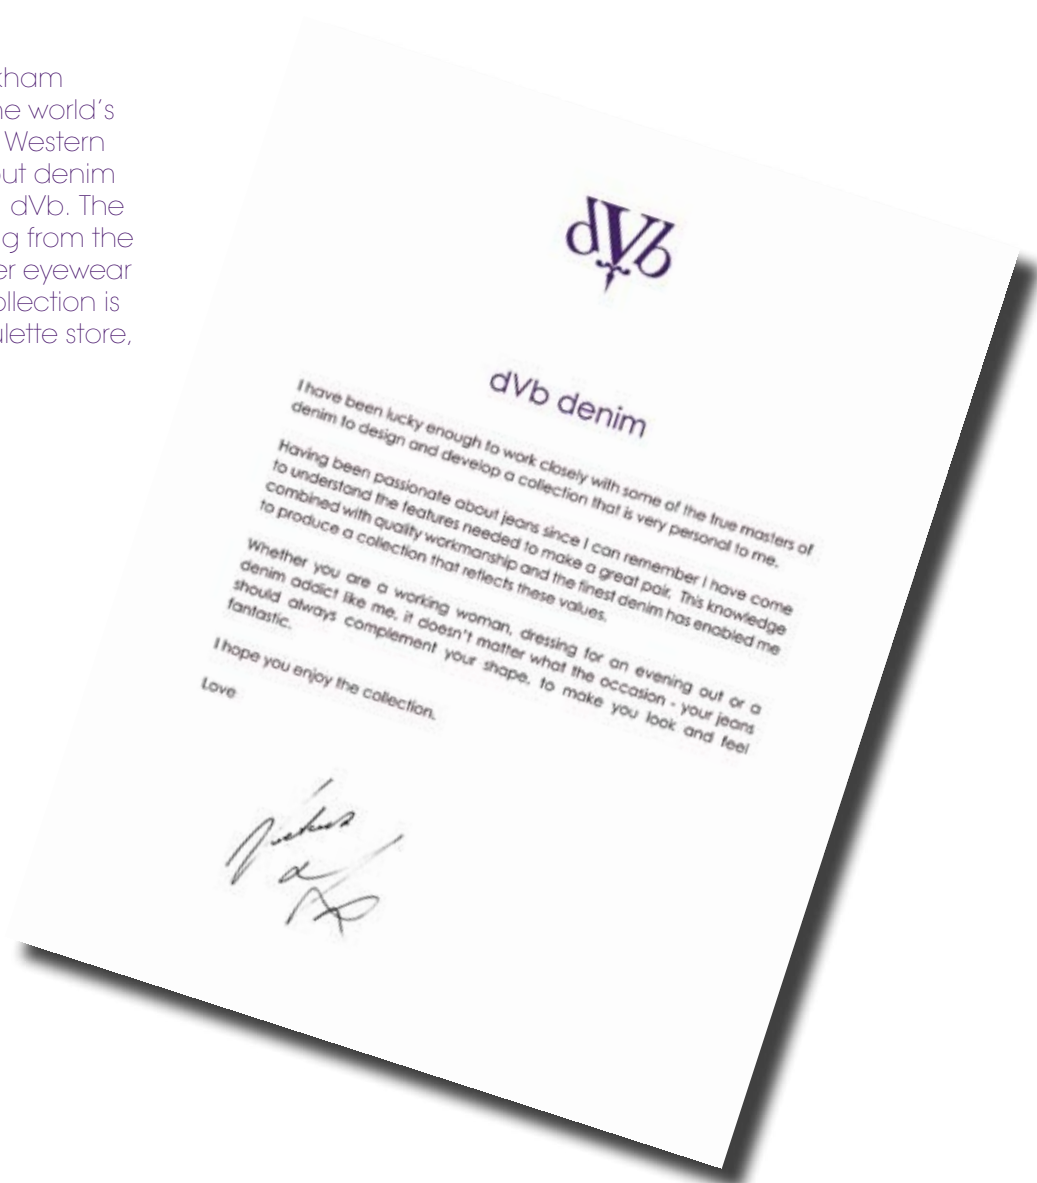 kham
he world's
Western
out denim
dVb. The
g from the
er eyewear
ollection is
ulette store,
dVb
dVb denim
I have been lucky enough to work closely with some of the true masters of
denim to design and develop a collection that is very personal to me.
Having been passionate about jeans since I can remember I have come
to understand the features needed to make a great pair. This knowledge
combined with quality workmanship and the finest denim has enabled me
to produce a collection that reflects these values.
Whether you are a working woman, dressing for an evening out or a
denim addict like me, it doesn't matter what the occasion - your jeans
should always complement your shape, to make you look and feel
fantastic.
I hope you enjoy the collection.
Love